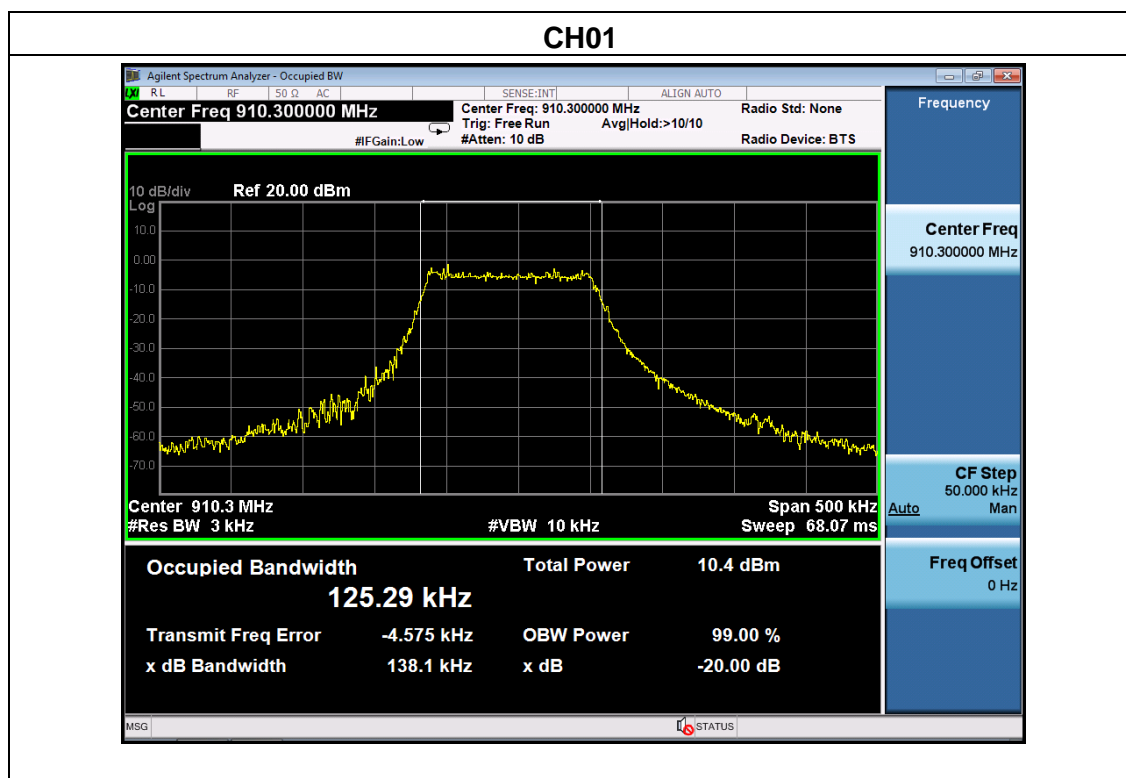 CH01
Agilent Spectrum Analyzer - Occupied BW
LXI RL RF 50 Ω AC SENSE:INT ALIGN AUTO
Center Freq 910.300000 MHz
Center Freq: 910.300000 MHz Radio Std: None
Trig: Free Run Avg|Hold:>10/10
#IFGain:Low #Atten: 10 dB Radio Device: BTS
10 dB/div Ref 20.00 dBm
Log
10.0
0.00
-10.0
-20.0
-30.0
-40.0
-50.0
-60.0
-70.0
Center 910.3 MHz Span 500 kHz
#Res BW 3 kHz #VBW 10 kHz Sweep 68.07 ms
Occupied Bandwidth Total Power 10.4 dBm
125.29 kHz
Transmit Freq Error -4.575 kHz OBW Power 99.00 %
x dB Bandwidth 138.1 kHz x dB -20.00 dB
MSG STATUS
Frequency
Center Freq
910.300000 MHz
CF Step
50.000 kHz
Auto Man
Freq Offset
0 Hz